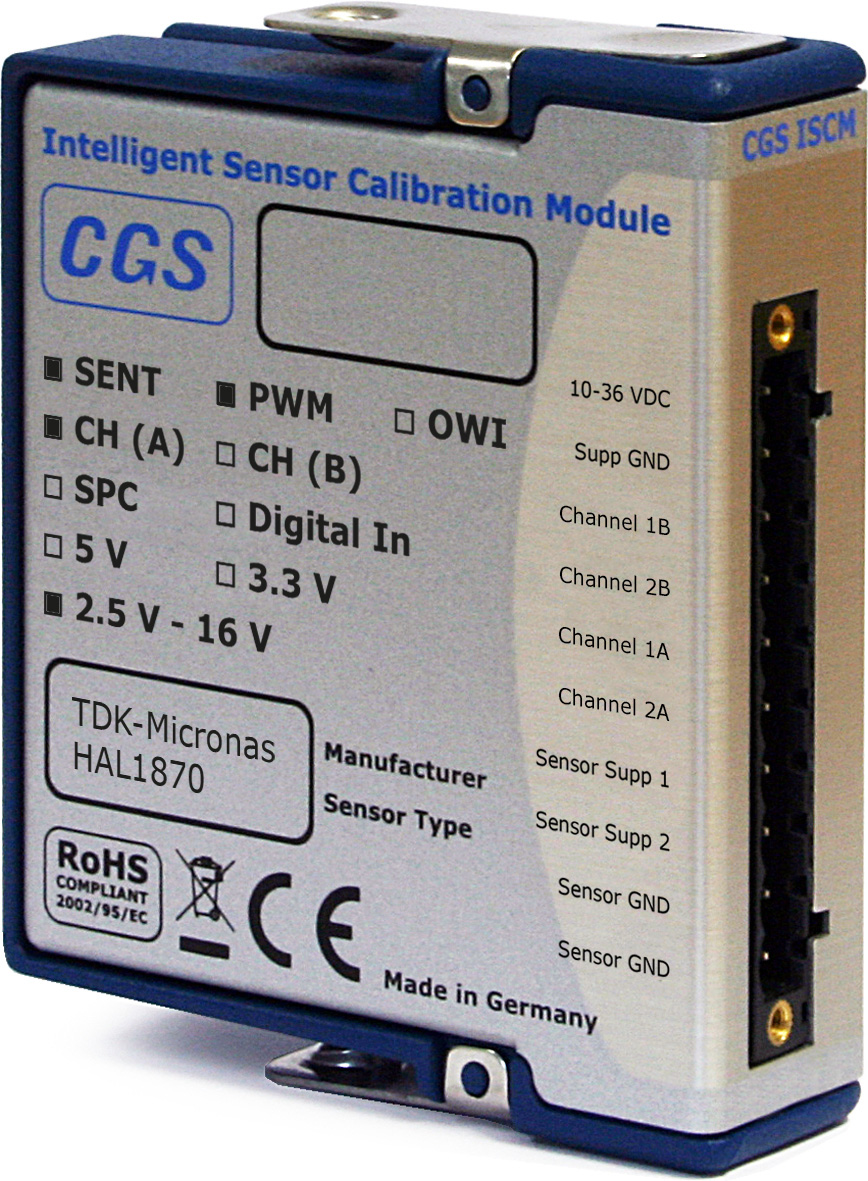 Intelligent Sensor Calibration Module
CGS
SENT
PWM
OWI
CH (A)
CH (B)
SPC
Digital In
5 V
3.3 V
2.5 V - 16 V
TDK-Micronas
HAL1870
Manufacturer
Sensor Type
RoHS
COMPLIANT
2002/95/EC
CE
Made in Germany
10-36 VDC
Supp GND
Channel 1B
Channel 2B
Channel 1A
Channel 2A
Sensor Supp 1
Sensor Supp 2
Sensor GND
Sensor GND
CGS ISCM